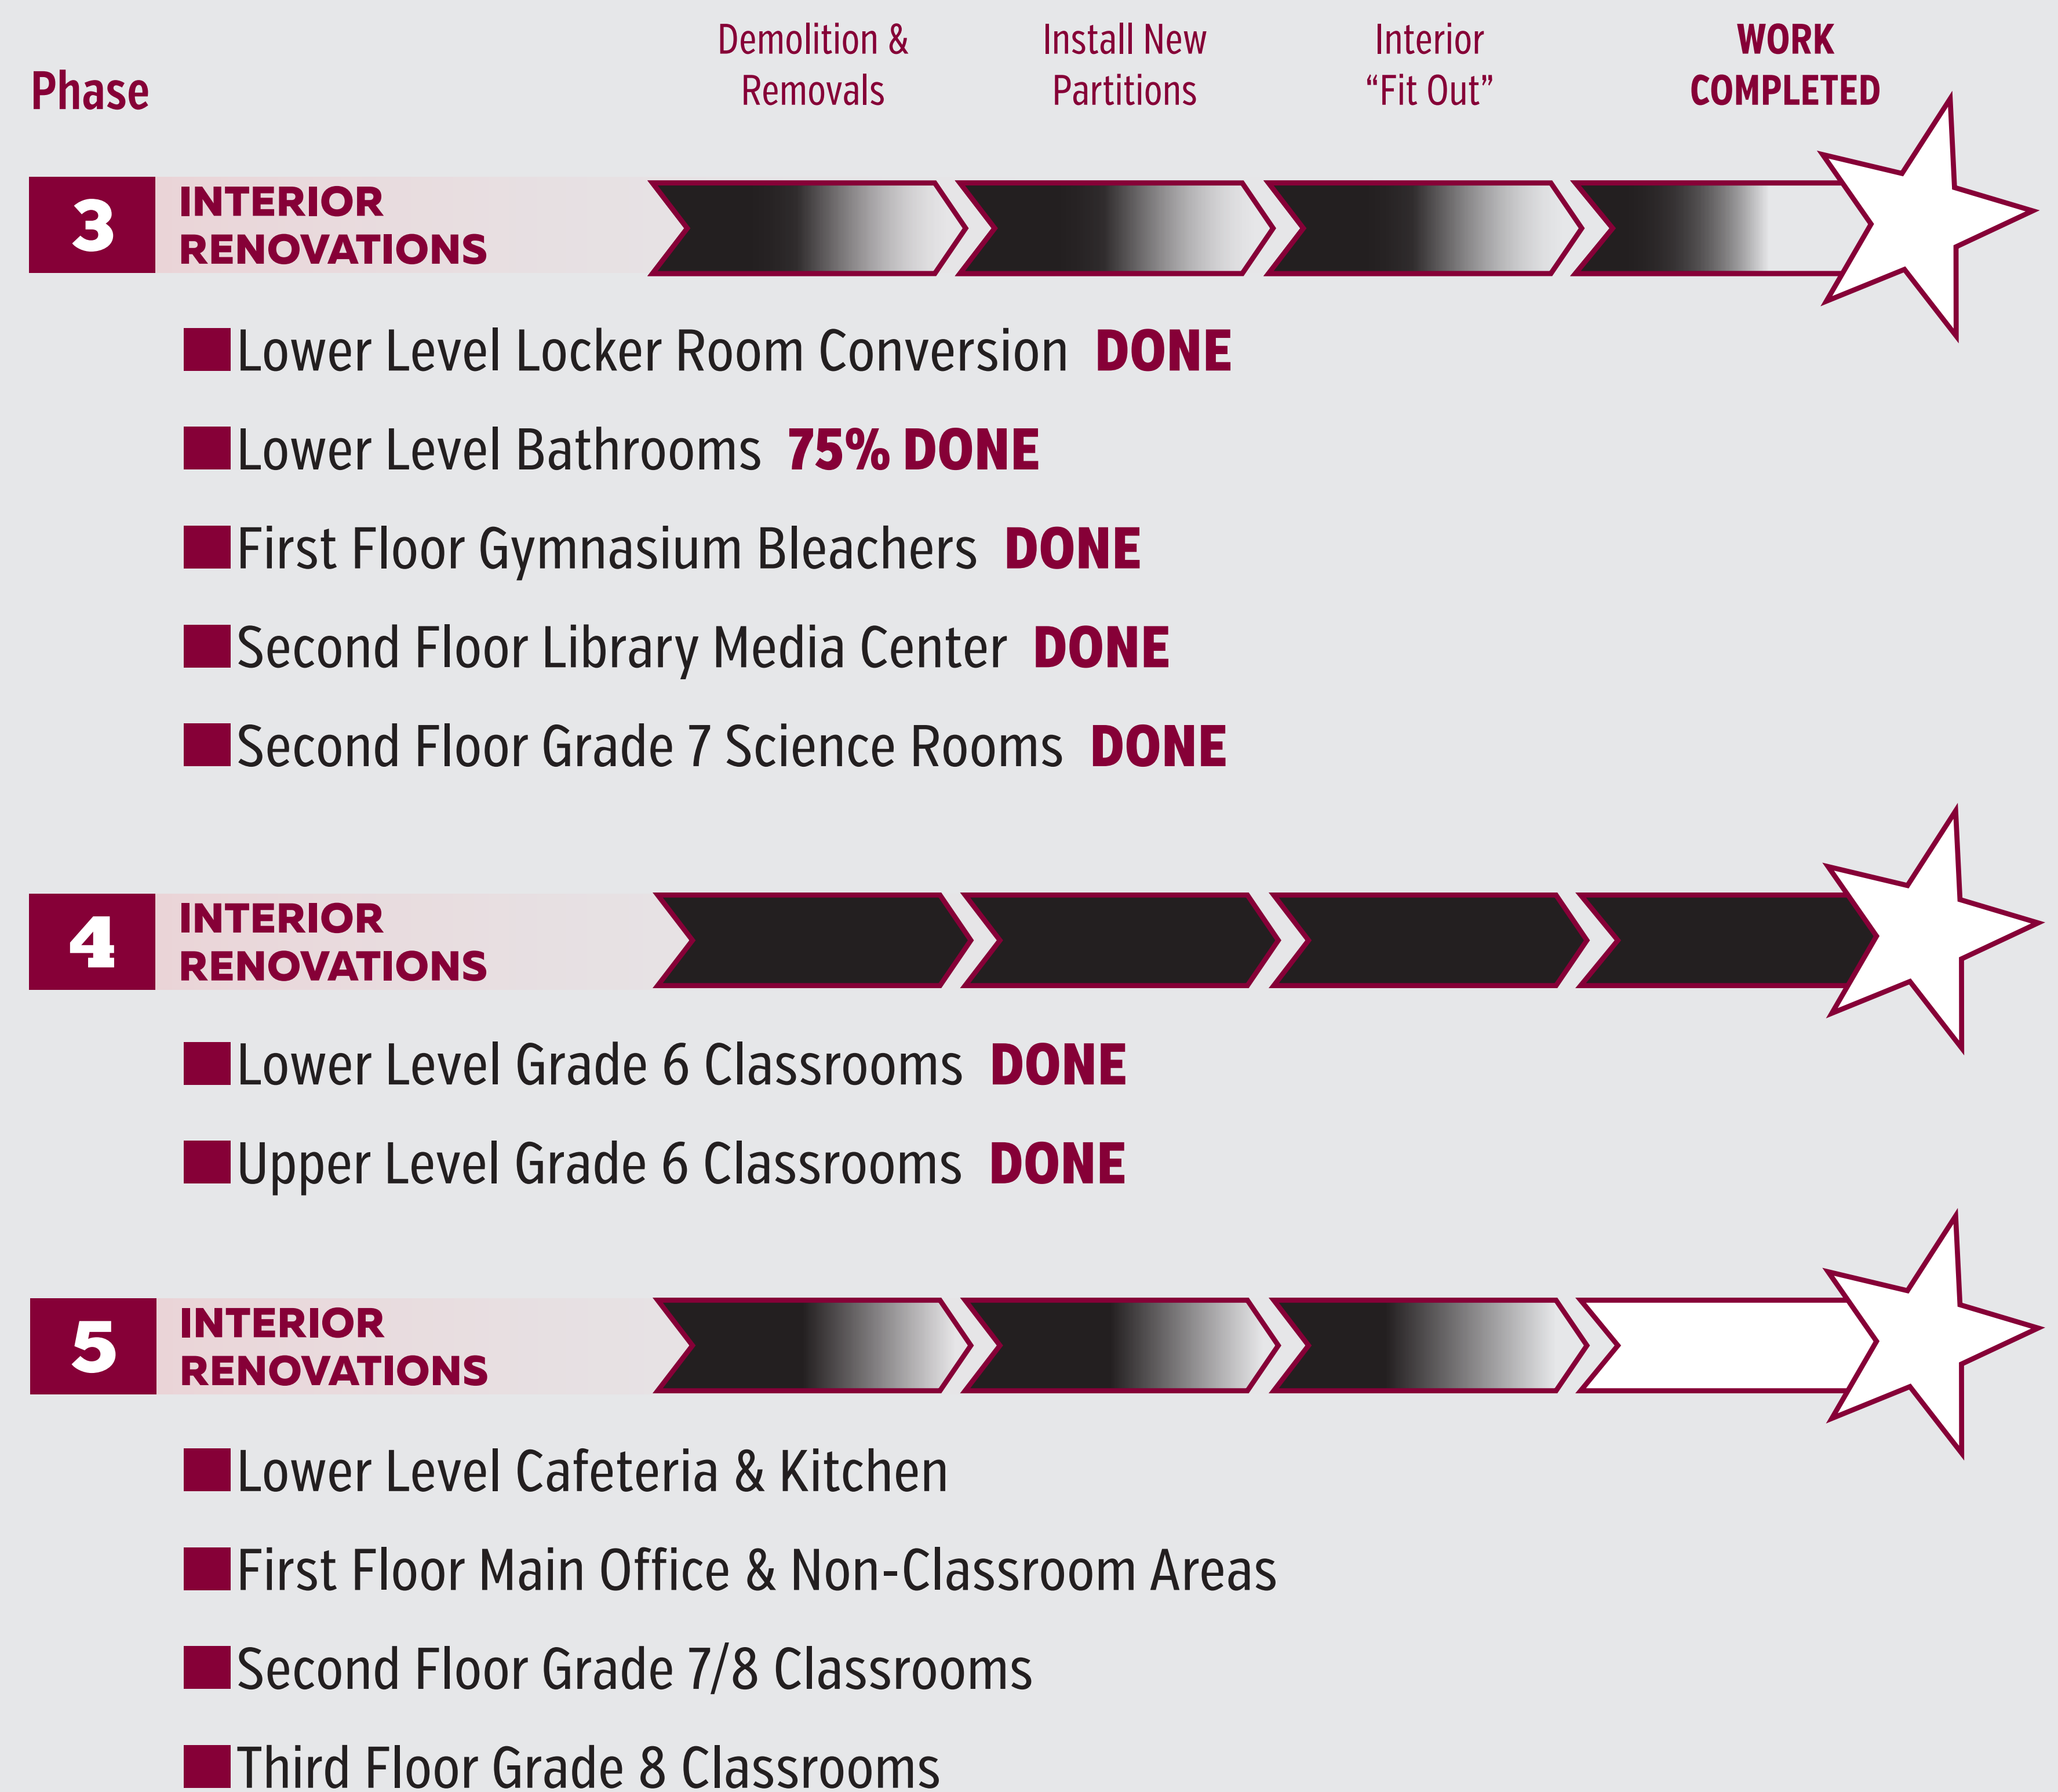 Phase
Demolition &
Removals
Install New
Partitions
Interior
“Fit Out”
WORK
COMPLETED
3
INTERIOR
RENOVATIONS
Lower Level Locker Room Conversion DONE
Lower Level Bathrooms 75% DONE
First Floor Gymnasium Bleachers DONE
Second Floor Library Media Center DONE
Second Floor Grade 7 Science Rooms DONE
4
INTERIOR
RENOVATIONS
Lower Level Grade 6 Classrooms DONE
Upper Level Grade 6 Classrooms DONE
5
INTERIOR
RENOVATIONS
Lower Level Cafeteria & Kitchen
First Floor Main Office & Non-Classroom Areas
Second Floor Grade 7/8 Classrooms
Third Floor Grade 8 Classrooms